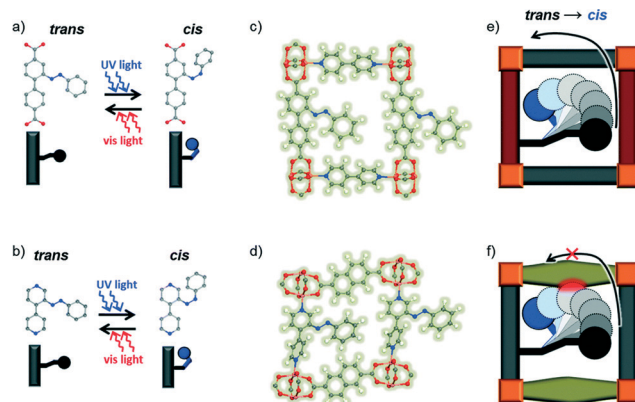 a)
trans
cis
UV light
vis light
b)
trans
cis
UV light
vis light
c)
d)
e)
trans → cis
f)